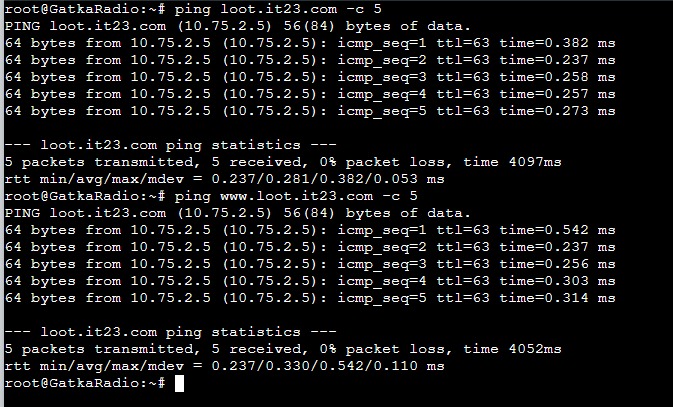 root@GatkaRadio:~# ping loot.it23.com -c 5
PING loot.it23.com (10.75.2.5) 56(84) bytes of data.
64 bytes from 10.75.2.5 (10.75.2.5): icmp_seq=1 ttl=63 time=0.382 ms
64 bytes from 10.75.2.5 (10.75.2.5): icmp_seq=2 ttl=63 time=0.237 ms
64 bytes from 10.75.2.5 (10.75.2.5): icmp_seq=3 ttl=63 time=0.258 ms
64 bytes from 10.75.2.5 (10.75.2.5): icmp_seq=4 ttl=63 time=0.257 ms
64 bytes from 10.75.2.5 (10.75.2.5): icmp_seq=5 ttl=63 time=0.273 ms
--- loot.it23.com ping statistics ---
5 packets transmitted, 5 received, 0% packet loss, time 4097ms
rtt min/avg/max/mdev = 0.237/0.281/0.382/0.053 ms
root@GatkaRadio:~# ping www.loot.it23.com -c 5
PING loot.it23.com (10.75.2.5) 56(84) bytes of data.
64 bytes from 10.75.2.5 (10.75.2.5): icmp_seq=1 ttl=63 time=0.542 ms
64 bytes from 10.75.2.5 (10.75.2.5): icmp_seq=2 ttl=63 time=0.237 ms
64 bytes from 10.75.2.5 (10.75.2.5): icmp_seq=3 ttl=63 time=0.256 ms
64 bytes from 10.75.2.5 (10.75.2.5): icmp_seq=4 ttl=63 time=0.303 ms
64 bytes from 10.75.2.5 (10.75.2.5): icmp_seq=5 ttl=63 time=0.314 ms
--- loot.it23.com ping statistics ---
5 packets transmitted, 5 received, 0% packet loss, time 4052ms
rtt min/avg/max/mdev = 0.237/0.330/0.542/0.110 ms
root@GatkaRadio:~#